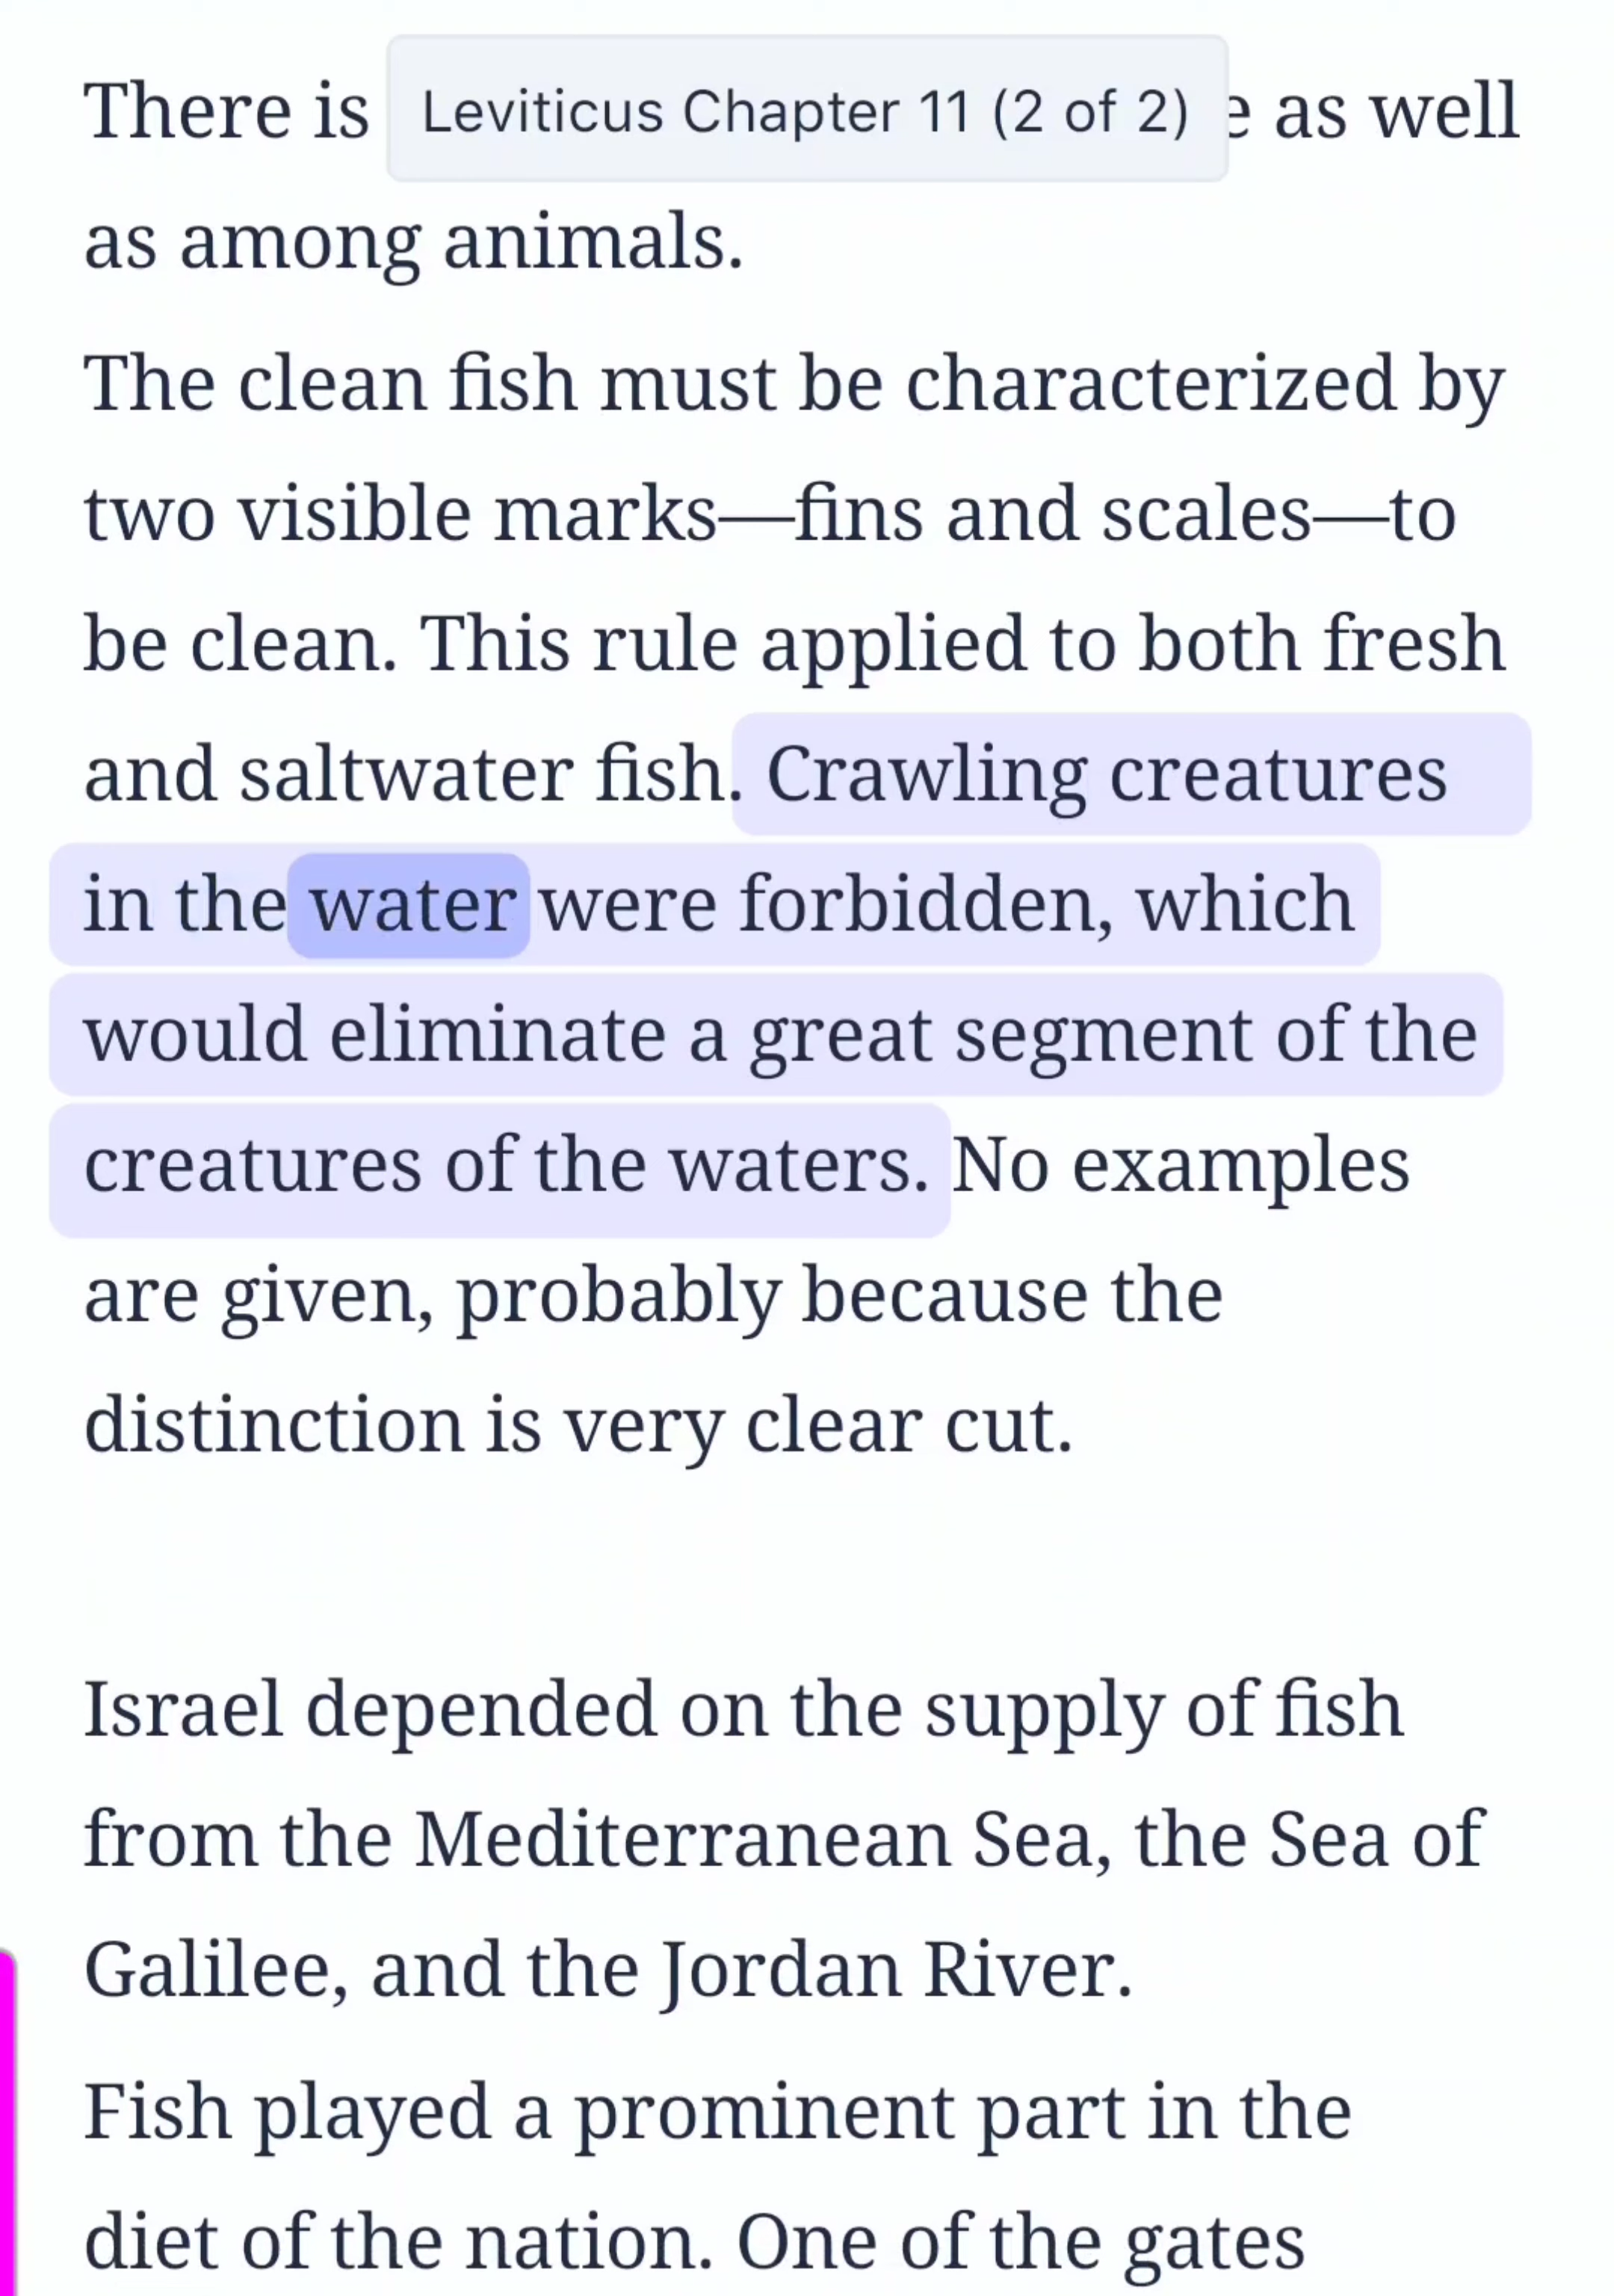 There is Leviticus Chapter 11 (2 of 2) e as well
as among animals.
The clean fish must be characterized by
two visible marks—fins and scales—to
be clean. This rule applied to both fresh
and saltwater fish. Crawling creatures
in the water were forbidden, which
would eliminate a great segment of the
creatures of the waters. No examples
are given, probably because the
distinction is very clear cut.
Israel depended on the supply of fish
from the Mediterranean Sea, the Sea of
Galilee, and the Jordan River.
Fish played a prominent part in the
diet of the nation. One of the gates